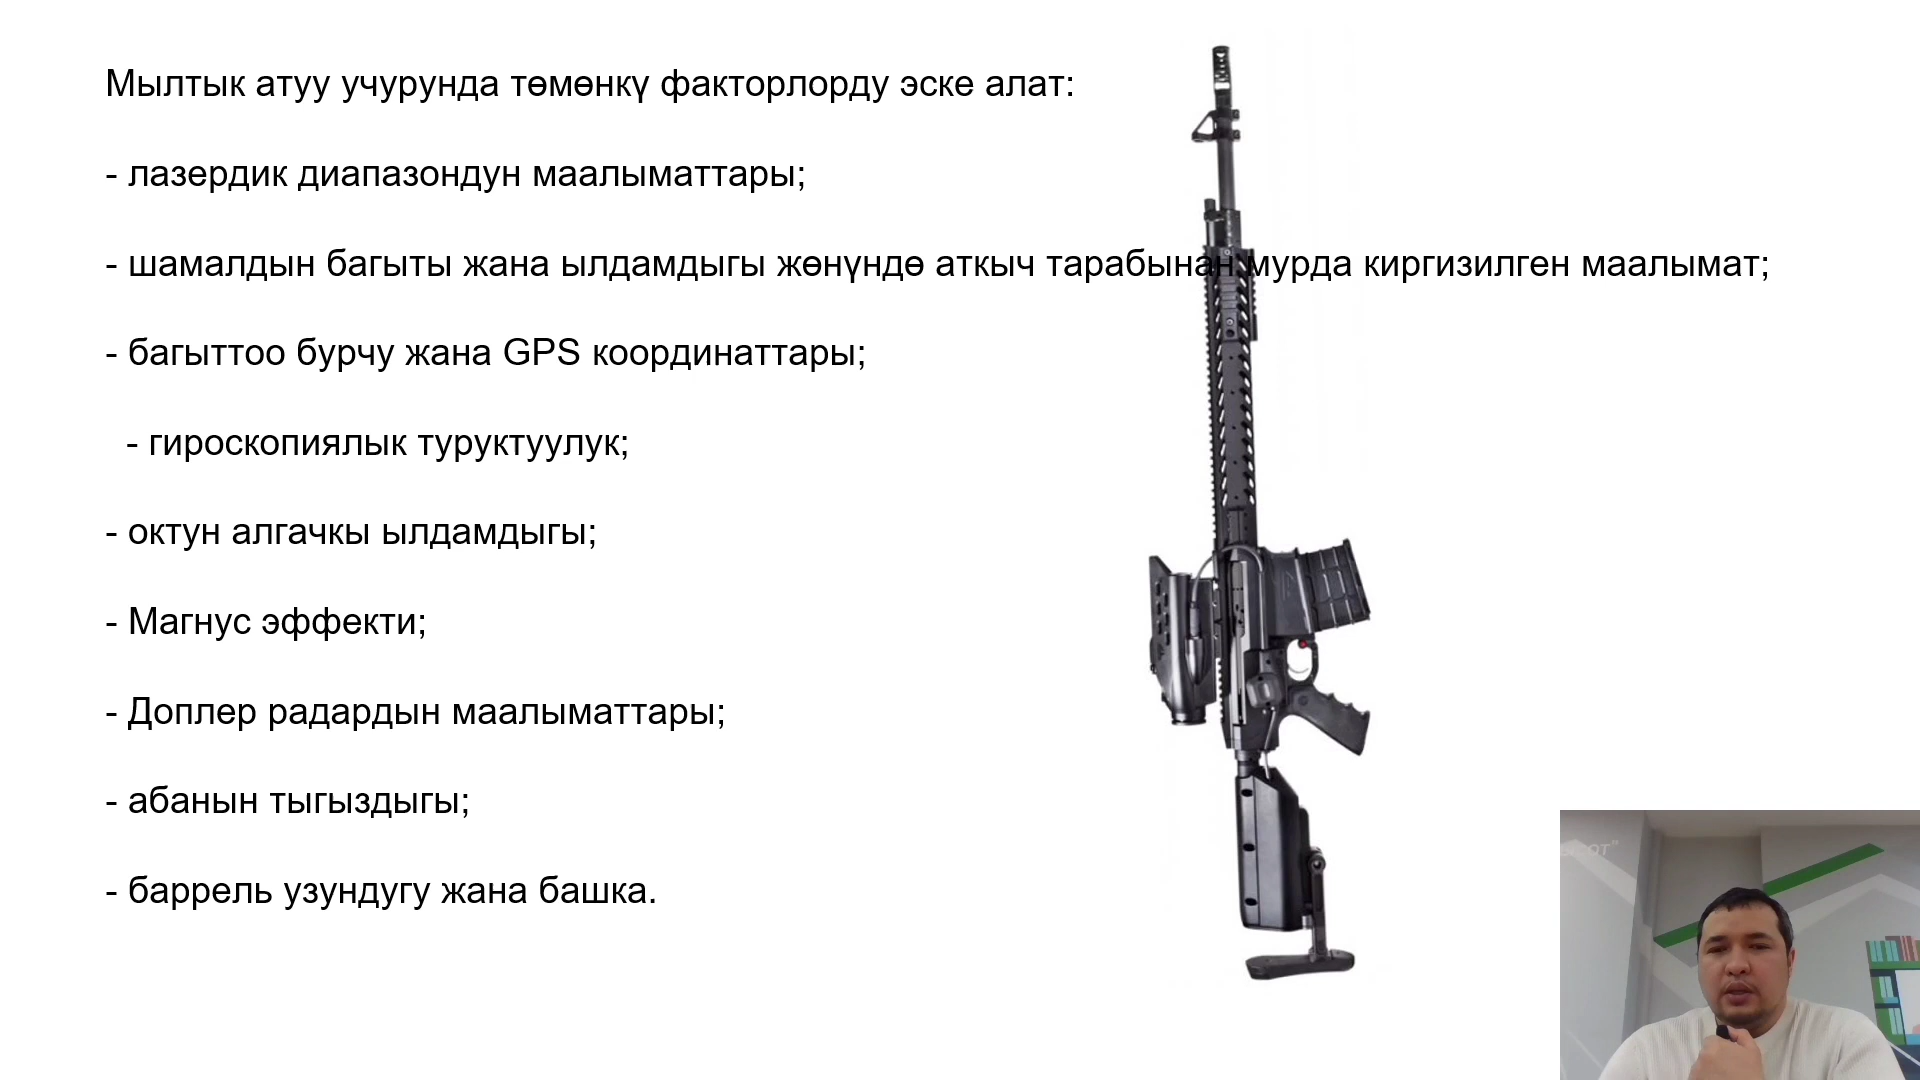 Мылтык атуу учурунда төмөнкү факторлорду эске алат:
- лазердик диапазондун маалыматтары;
- шамалдын багыты жана ылдамдыгы жөнүндө аткыч тарабынан мурда киргизилген маалымат;
- багыттоо бурчу жана GPS координаттары;
- гироскопиялык туруктуулук;
- октун алгачкы ылдамдыгы;
- Магнус эффекти;
- Доплер радардын маалыматтары;
- абанын тыгыздыгы;
- баррель узундугу жана башка.